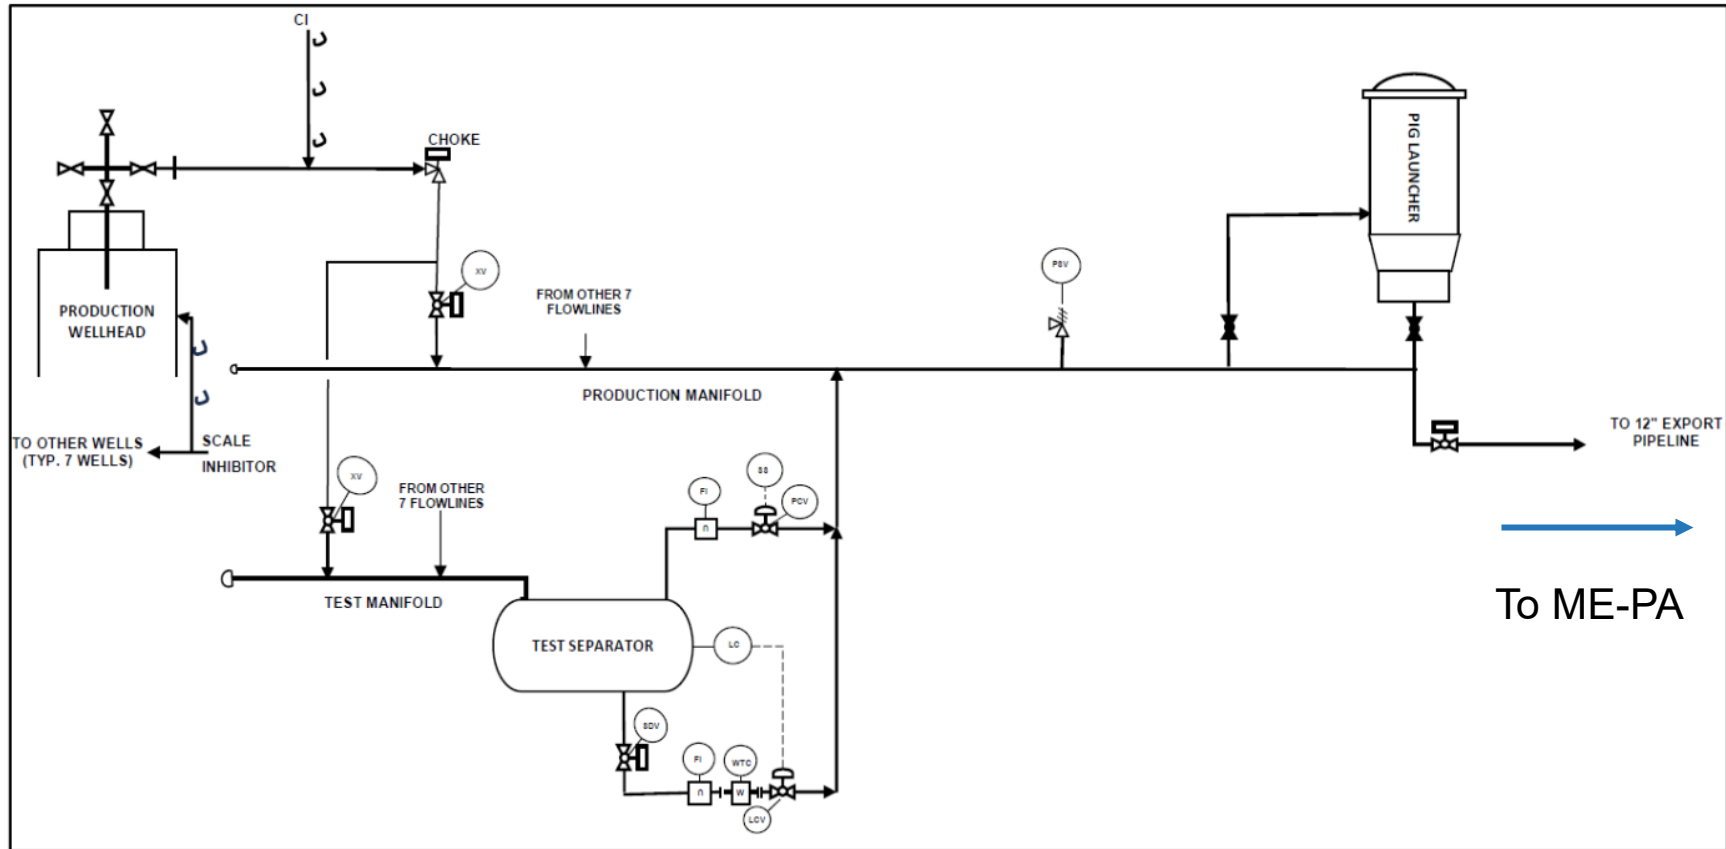 CI
CHOKE
PIG LAUNCHER
XV
PSV
FROM OTHER 7
FLOWLINES
PRODUCTION
WELLHEAD
PRODUCTION MANIFOLD
TO OTHER WELLS
(TYP. 7 WELLS)
SCALE
INHIBITOR
TO 12" EXPORT
PIPELINE
XV
FROM OTHER
7 FLOWLINES
FI
SS
PCV
n
To ME-PA
TEST MANIFOLD
TEST SEPARATOR
LC
SDV
FI
WTC
n
W
LCV